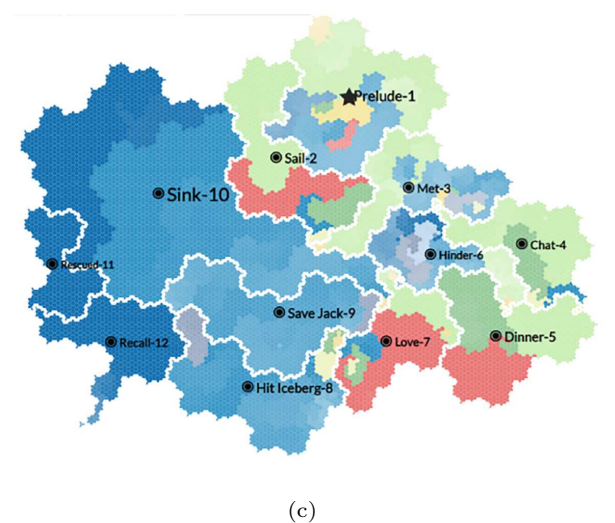 Prelude-1
Sail-2
Met-3
Sink-10
Chat-4
Hinder-6
Rescued-11
Save Jack-9
Dinner-5
Recall-12
Love-7
Hit Iceberg-8
(c)